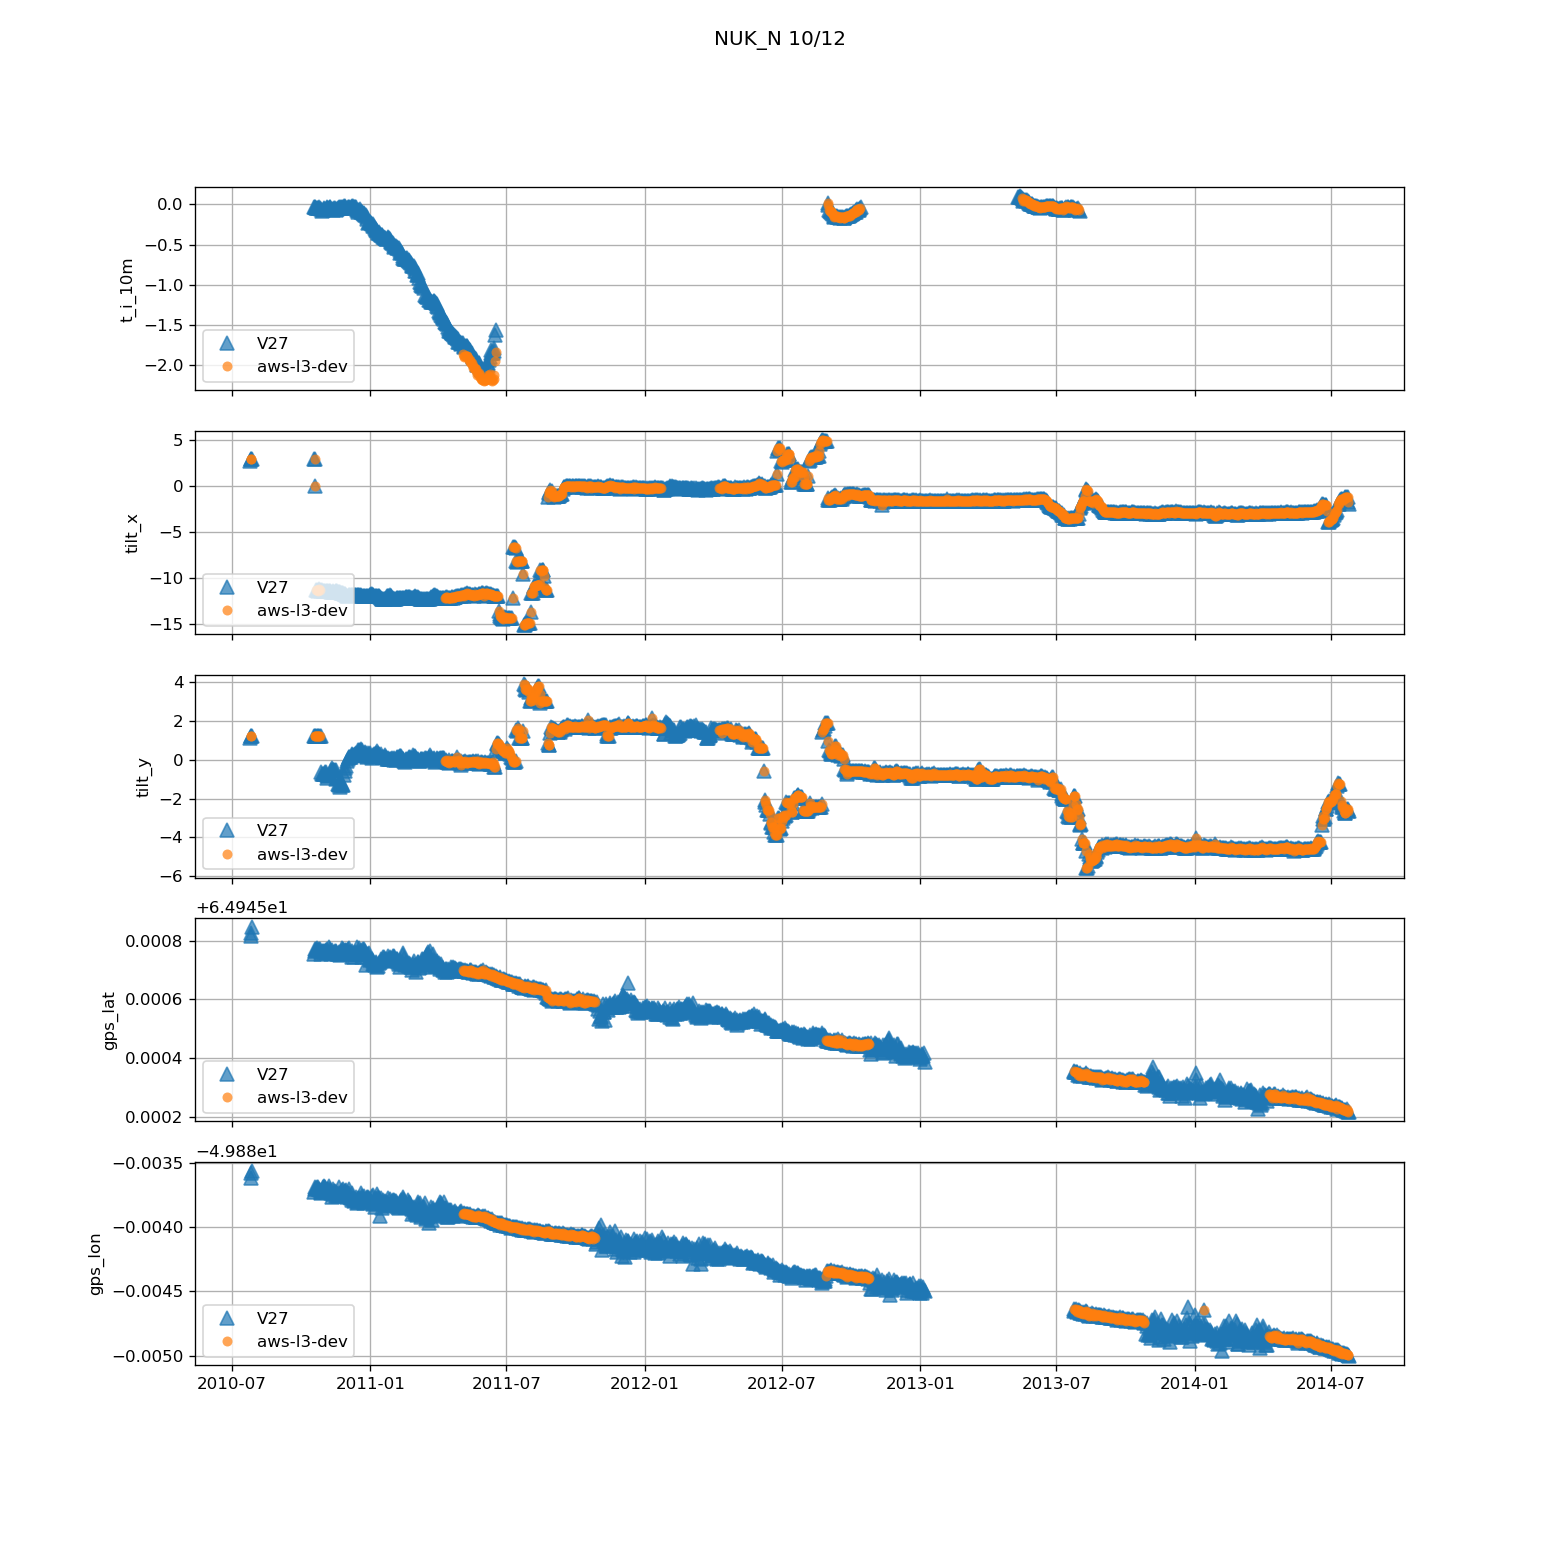 NUK_N 10/12
0.0
−0.5
−1.0
−1.5
−2.0
t_i_10m
V27
aws-l3-dev
5
0
−5
−10
−15
tilt_x
V27
aws-l3-dev
4
2
0
−2
−4
−6
tilt_y
V27
aws-l3-dev
+6.4945e1
0.0008
0.0006
0.0004
0.0002
gps_lat
V27
aws-l3-dev
−4.988e1
−0.0035
−0.0040
−0.0045
−0.0050
gps_lon
V27
aws-l3-dev
2010-07 2011-01 2011-07 2012-01 2012-07 2013-01 2013-07 2014-01 2014-07